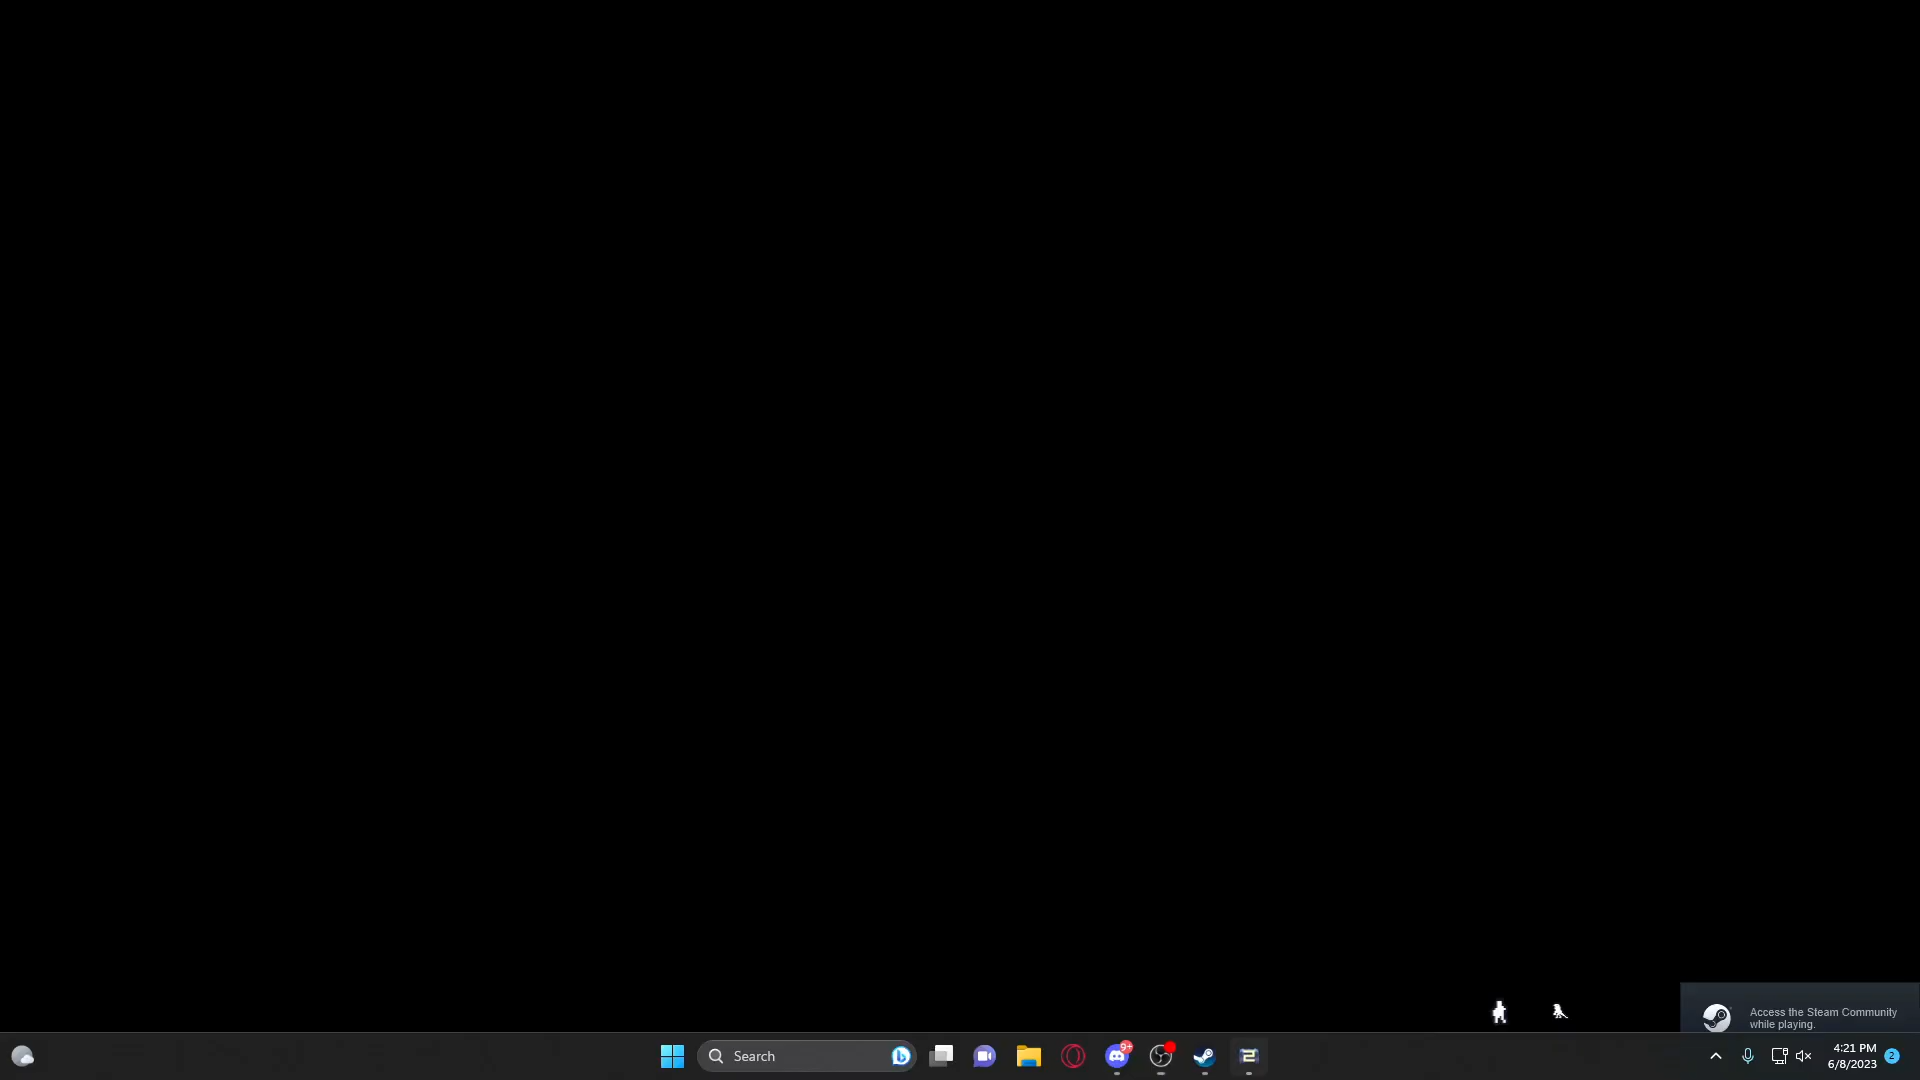 Access the Steam Community
while playing.
Search
9+
4:21 PM
6/8/2023
2